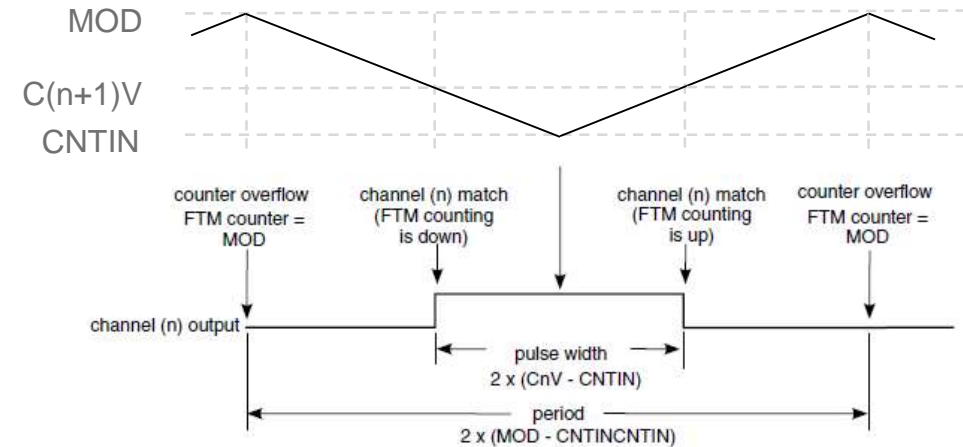 MOD
C(n+1)V
CNTIN
counter overflow
FTM counter =
MOD
channel (n) match
(FTM counting
is down)
channel (n) match
(FTM counting
is up)
counter overflow
FTM counter =
MOD
channel (n) output
pulse width
2 x (CnV - CNTIN)
period
2 x (MOD - CNTINCNTIN)